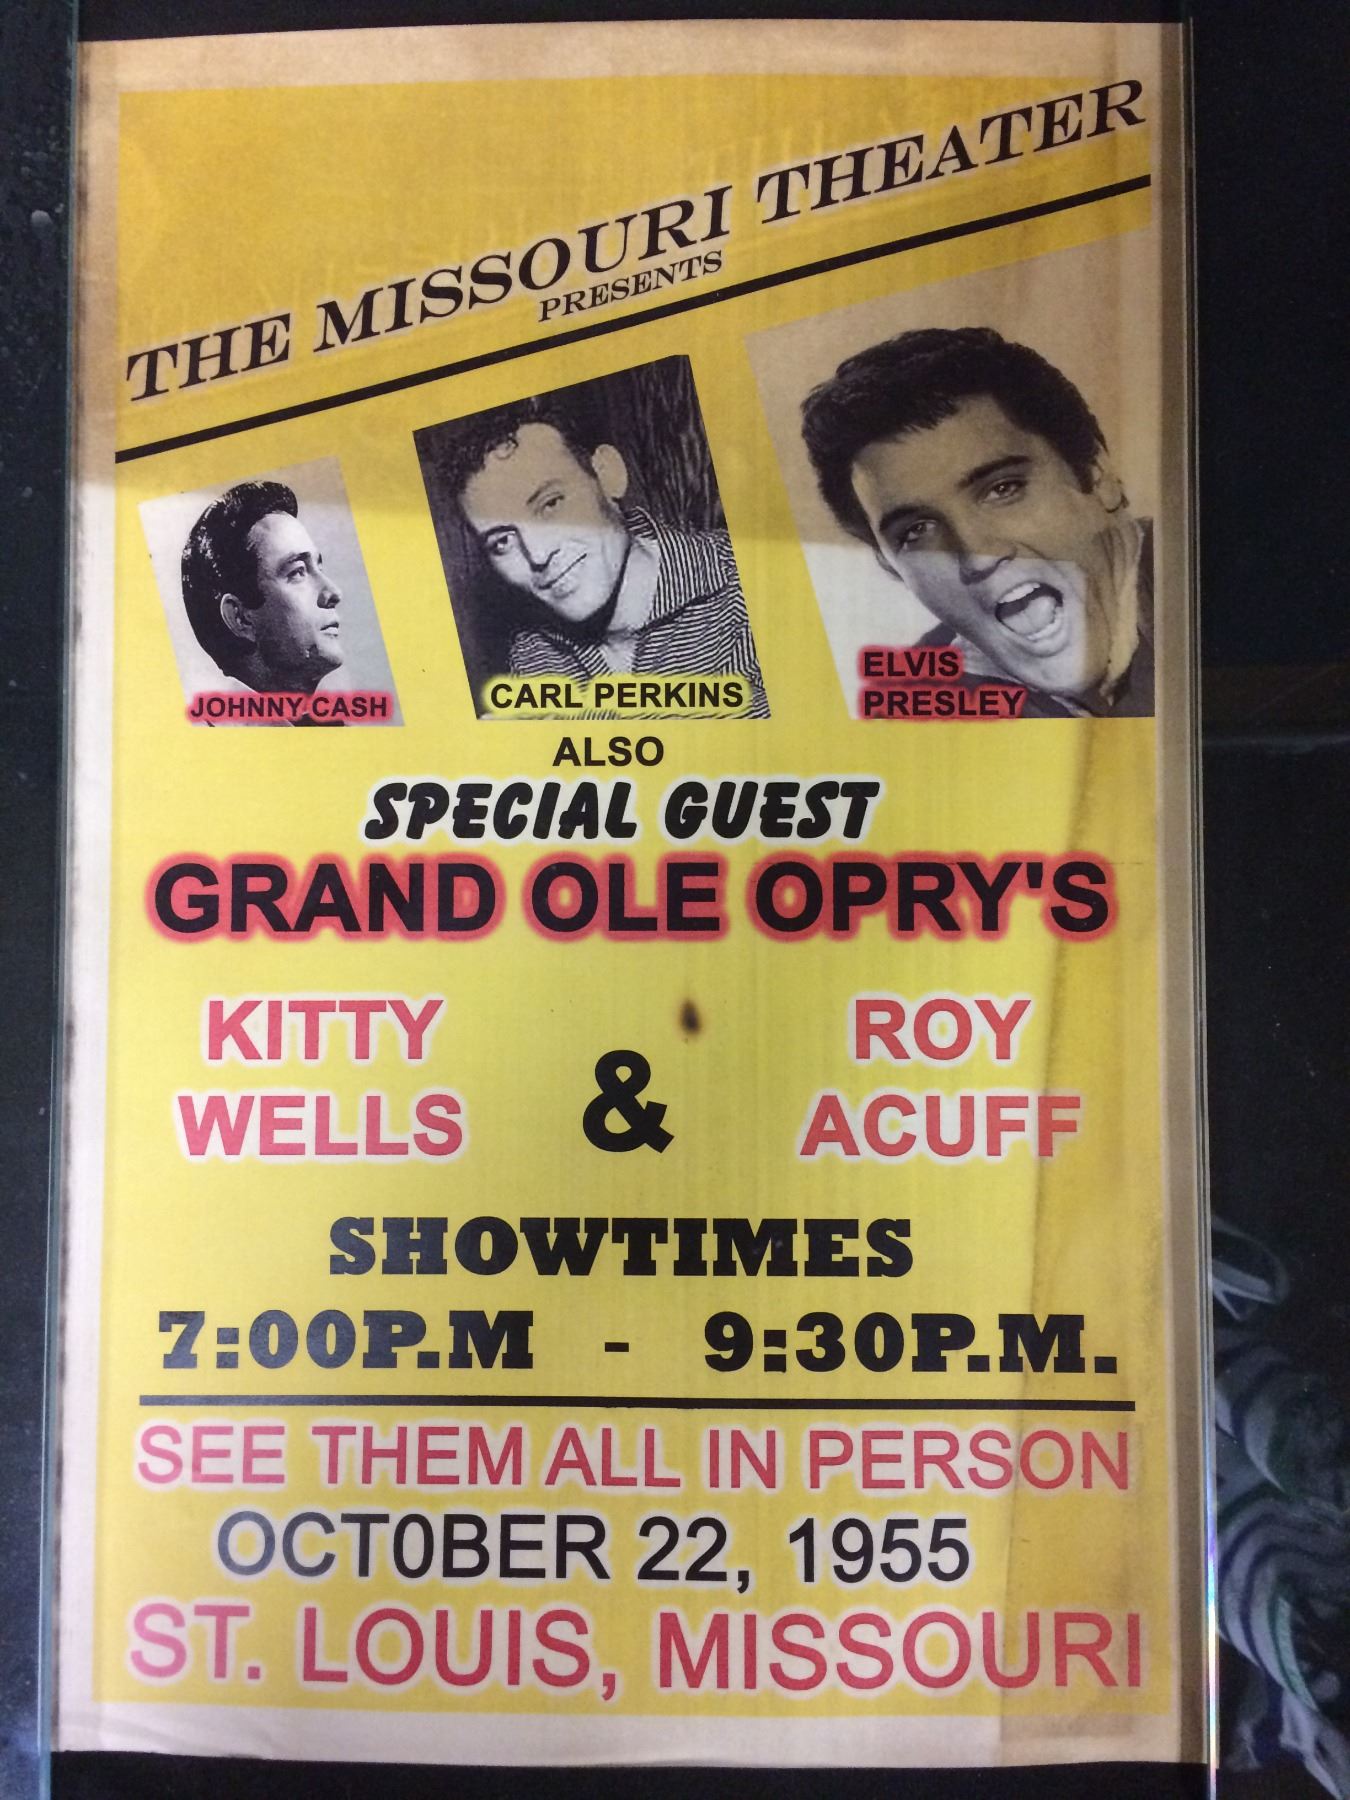 THE MISSOURI THEATER
PRESENTS
JOHNNY CASH
CARL PERKINS
ELVIS
PRESLEY
ALSO
SPECIAL GUEST
GRAND OLE OPRY'S
KITTY
WELLS
&
ROY
ACUFF
SHOWTIMES
7:00P.M - 9:30P.M.
SEE THEM ALL IN PERSON
OCTOBER 22, 1955
ST. LOUIS, MISSOURI